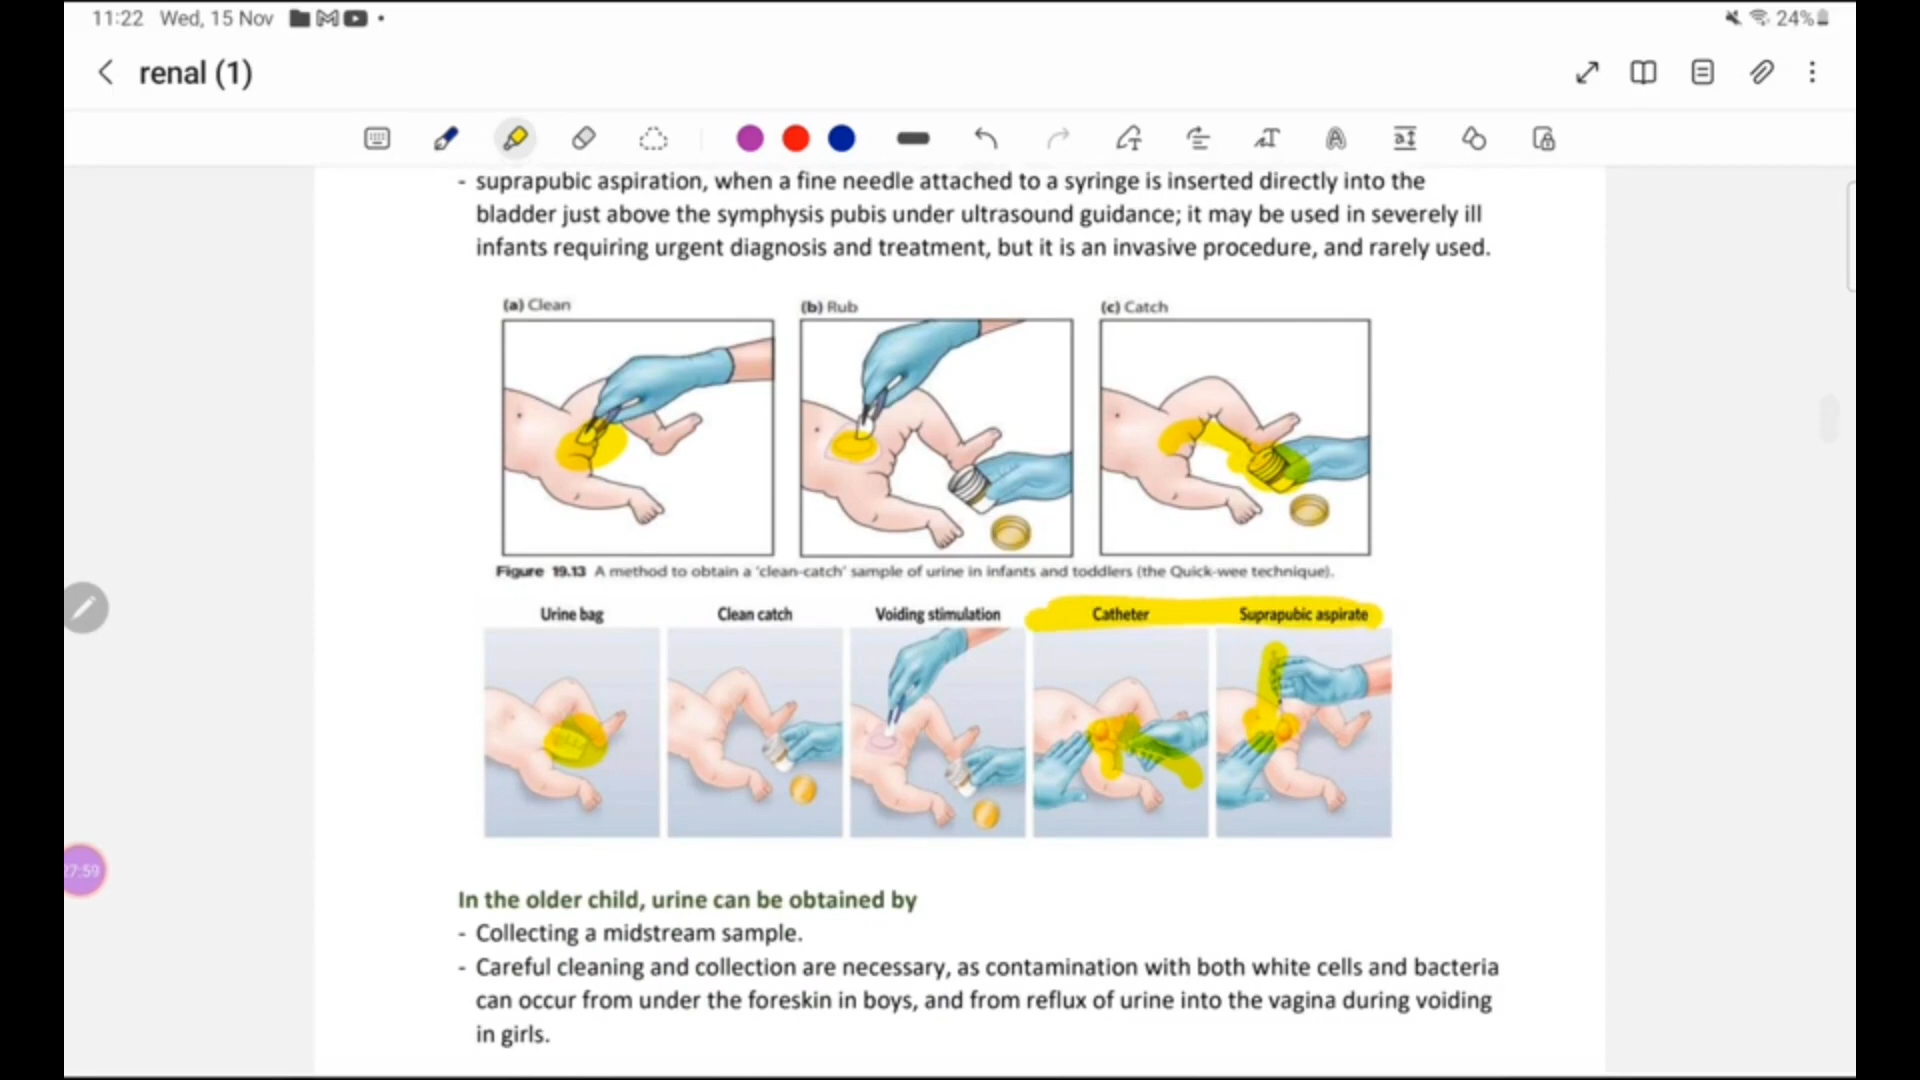 11:22 Wed, 15 Nov
24%
renal (1)
- suprapubic aspiration, when a fine needle attached to a syringe is inserted directly into the
bladder just above the symphysis pubis under ultrasound guidance; it may be used in severely ill
infants requiring urgent diagnosis and treatment, but it is an invasive procedure, and rarely used.
(a) Clean
(b) Rub
(c) Catch
Figure 19.13 A method to obtain a 'clean-catch' sample of urine in infants and toddlers (the Quick-wee technique).
Urine bag
Clean catch
Voiding stimulation
Catheter
Suprapubic aspirate
7:59
In the older child, urine can be obtained by
- Collecting a midstream sample.
- Careful cleaning and collection are necessary, as contamination with both white cells and bacteria
can occur from under the foreskin in boys, and from reflux of urine into the vagina during voiding
in girls.